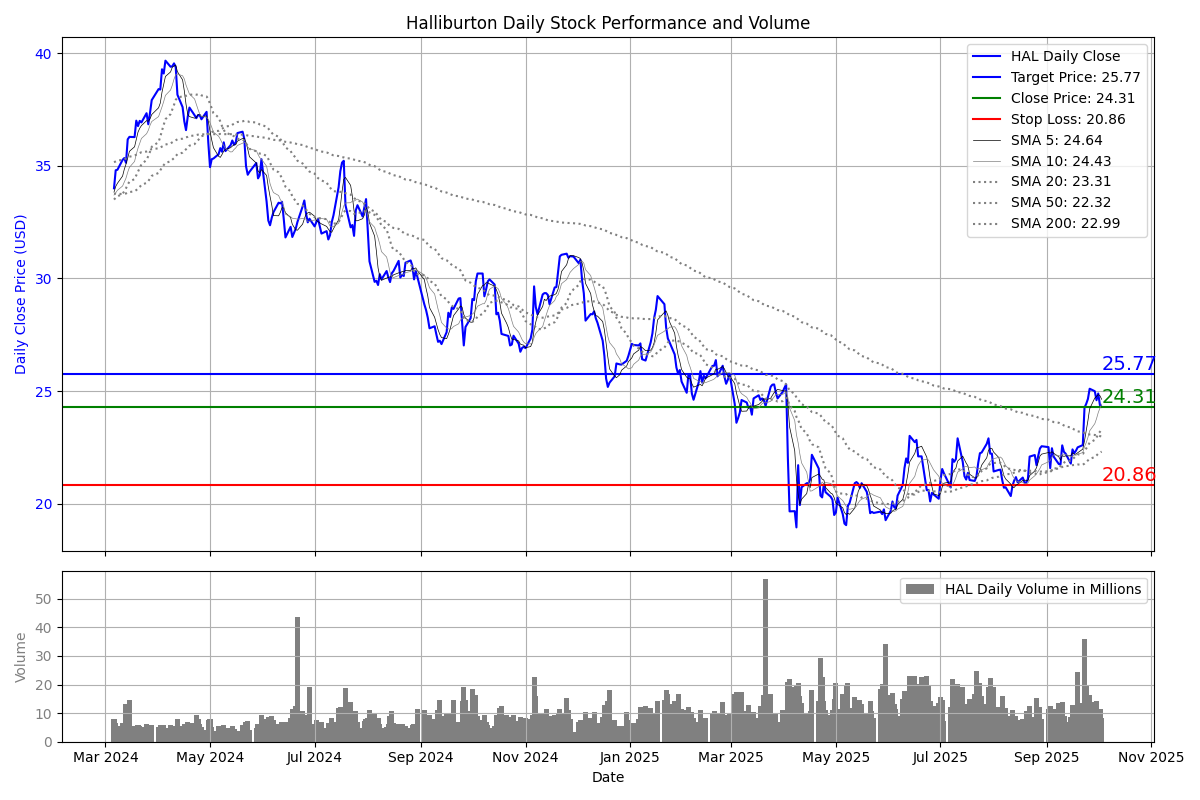 Halliburton Daily Stock Performance and Volume
Daily Close Price (USD)
40
35
30
25
20
HAL Daily Close
Target Price: 25.77
Close Price: 24.31
Stop Loss: 20.86
SMA 5: 24.64
SMA 10: 24.43
SMA 20: 23.31
SMA 50: 22.32
SMA 200: 22.99
25.77
24.31
20.86
Volume
50
40
30
20
10
0
HAL Daily Volume in Millions
Mar 2024 May 2024 Jul 2024 Sep 2024 Nov 2024 Jan 2025 Mar 2025 May 2025 Jul 2025 Sep 2025 Nov 2025
Date